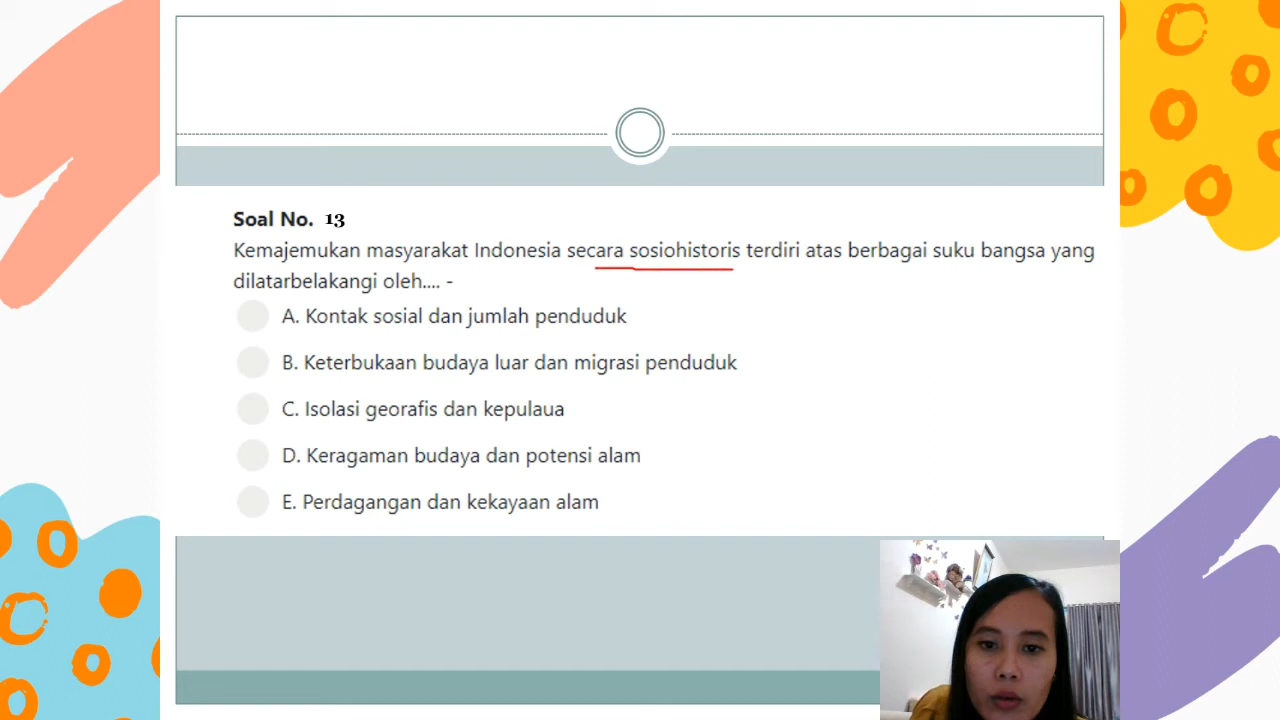 Soal No. 13
Kemajemukan masyarakat Indonesia secara sosiohistoris terdiri atas berbagai suku bangsa yang
dilatarbelakangi oleh.... -
A. Kontak sosial dan jumlah penduduk
B. Keterbukaan budaya luar dan migrasi penduduk
C. Isolasi georafis dan kepulaua
D. Keragaman budaya dan potensi alam
E. Perdagangan dan kekayaan alam